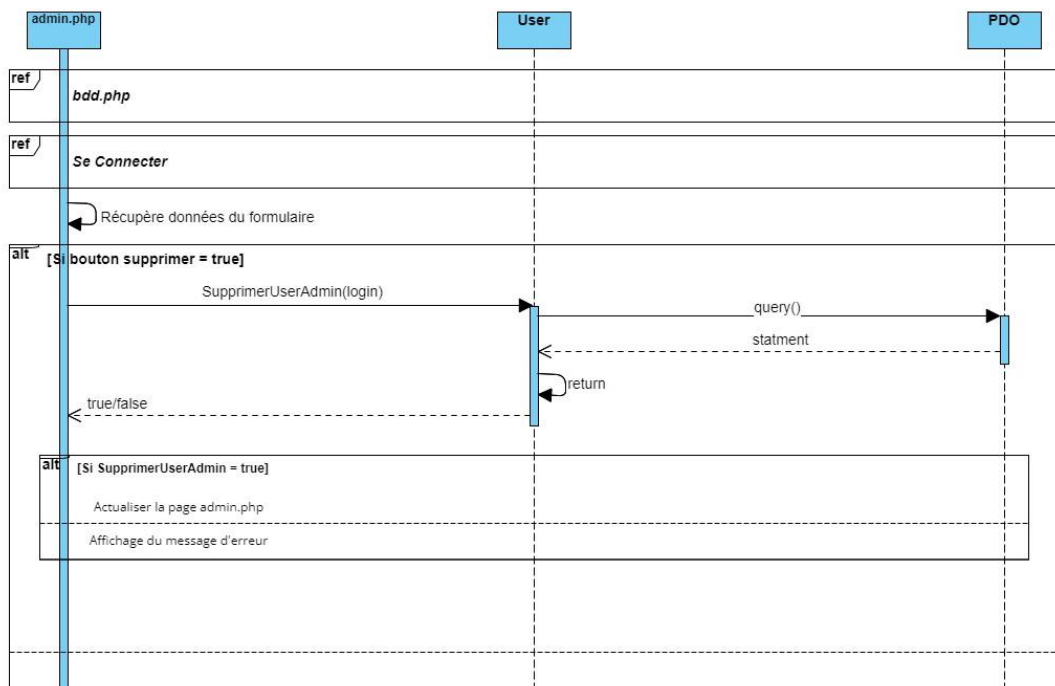 admin.php
User
PDO
ref
bdd.php
ref
Se Connecter
Récupère données du formulaire
alt
[Si bouton supprimer = true]
SupprimerUserAdmin(login)
query()
statment
return
true/false
alt
[Si SupprimerUserAdmin = true]
Actualiser la page admin.php
Affichage du message d'erreur